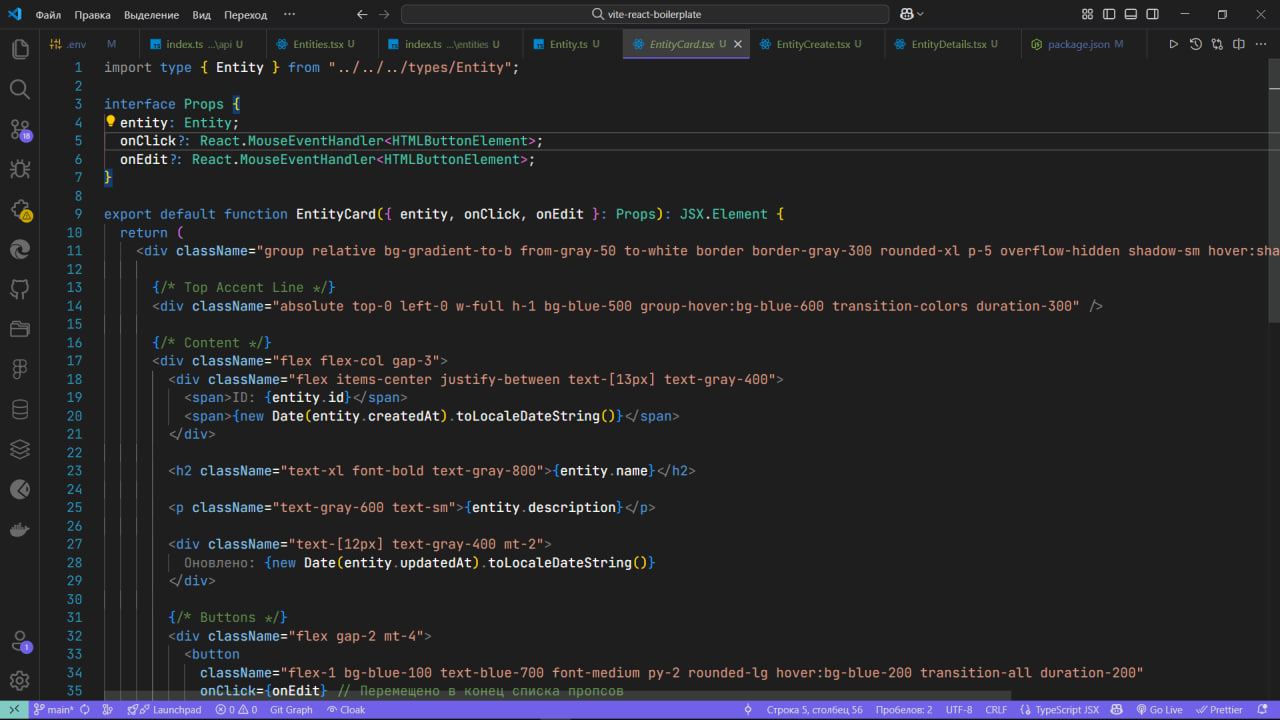 Файл Правка Выделение Вид Переход ··· vite-react-boilerplate
.env M index.ts ...\api U Entities.tsx U index.ts ...\entities U Entity.ts U EntityCard.tsx U EntityCreate.tsx U EntityDetails.tsx U package.json M
1 import type { Entity } from "../../../types/Entity";
2
3 interface Props {
4 entity: Entity;
5 onClick?: React.MouseEventHandler<HTMLButtonElement>;
6 onEdit?: React.MouseEventHandler<HTMLButtonElement>;
7 }
8
9 export default function EntityCard({ entity, onClick, onEdit }: Props): JSX.Element {
10 return (
11 <div className="group relative bg-gradient-to-b from-gray-50 to-white border border-gray-300 rounded-xl p-5 overflow-hidden shadow-sm hover:sha
12
13 {/* Top Accent Line */}
14 <div className="absolute top-0 left-0 w-full h-1 bg-blue-500 group-hover:bg-blue-600 transition-colors duration-300" />
15
16 {/* Content */}
17 <div className="flex flex-col gap-3">
18 <div className="flex items-center justify-between text-[13px] text-gray-400">
19 <span>ID: {entity.id}</span>
20 <span>{new Date(entity.createdAt).toLocaleDateString()}</span>
21 </div>
22
23 <h2 className="text-xl font-bold text-gray-800">{entity.name}</h2>
24
25 <p className="text-gray-600 text-sm">{entity.description}</p>
26
27 <div className="text-[12px] text-gray-400 mt-2">
28 Оновлено: {new Date(entity.updatedAt).toLocaleDateString()}
29 </div>
30
31 {/* Buttons */}
32 <div className="flex gap-2 mt-4">
33 <button
34 className="flex-1 bg-blue-100 text-blue-700 font-medium py-2 rounded-lg hover:bg-blue-200 transition-all duration-200"
35 onClick={onEdit} // Перемещено в конец списка пропсов
18
1
main* Launchpad 0 0 Git Graph Cloak Строка 5, столбец 56 Пробелов: 2 UTF-8 CRLF TypeScript JSX Go Live Prettier